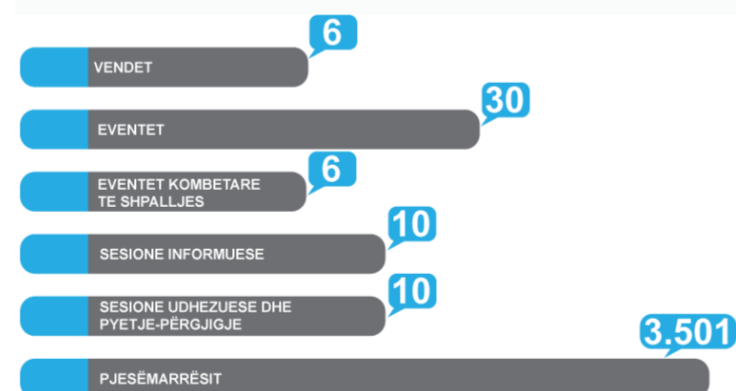 6
VENDET
30
EVENTET
6
EVENTET KOMBETARE
TE SHPALLJES
10
SESIONE INFORMUESE
10
SESIONE UDHEZUESE DHE
PYETJE-PËRGJIGJE
3.501
PJESËMARRËSIT